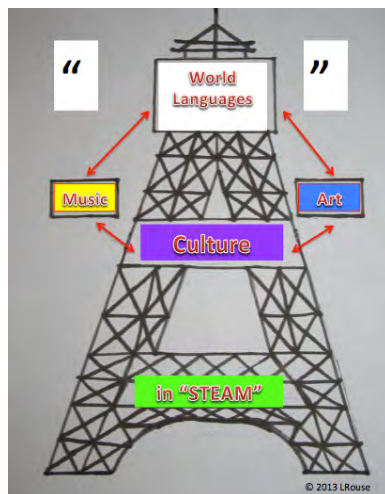 “ ”
World
Languages
Music Art
Culture
in “STEAM”
© 2013 LRouse